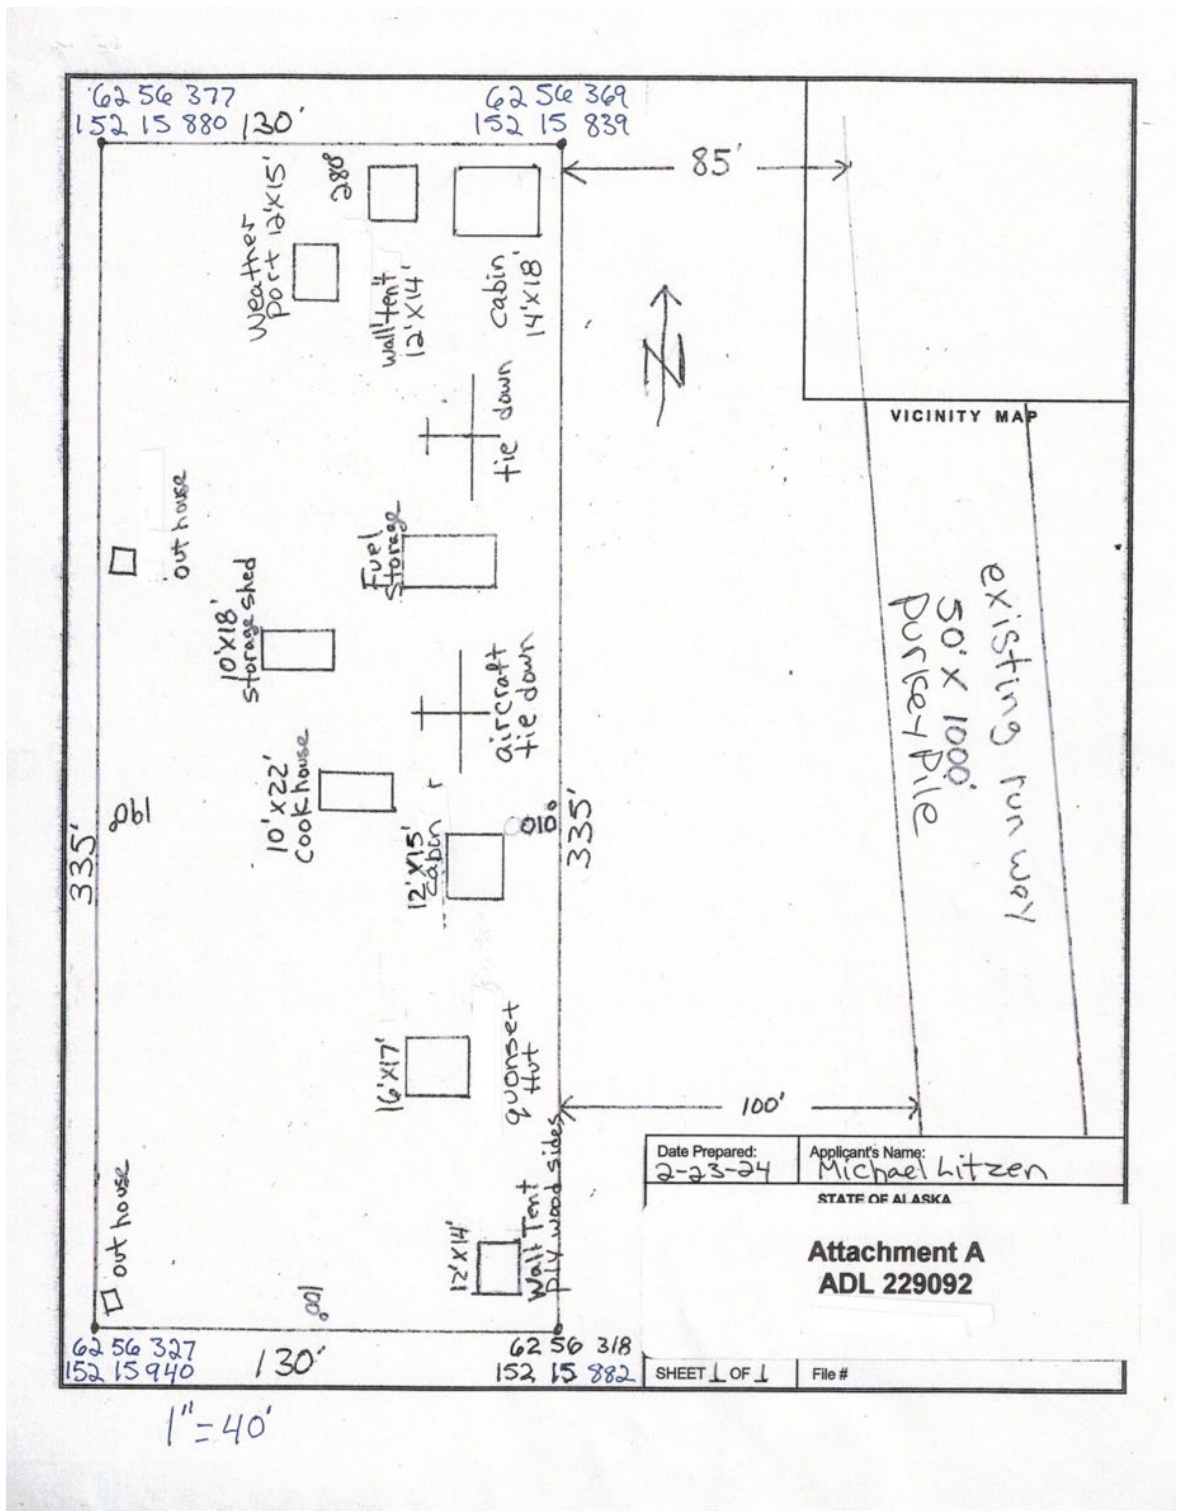 62 56 377
152 15 880
130'
62 56 369
152 15 839
85'
280°
Weather
Port 12'X15'
Wall tent
12'X14'
cabin
14'X18'
N
VICINITY MAP
tie down
out house
Fuel
Storage
10'X18'
storage shed
aircraft
tie down
10'X22'
Cook house
190°
335'
12'X15'
cabin
010°
335'
existing run way
50' X 1000'
Purkey Pile
16'X17'
quonset
Hut
100'
out house
12'X14'
Wall Tent
Ply wood sides
100°
62 56 327
152 15 940
130'
62 56 318
152 15 882
Date Prepared:
2-23-24
Applicant's Name:
Michael Litzen
STATE OF ALASKA
Attachment A
ADL 229092
SHEET 1 OF 1
File #
1"=40'